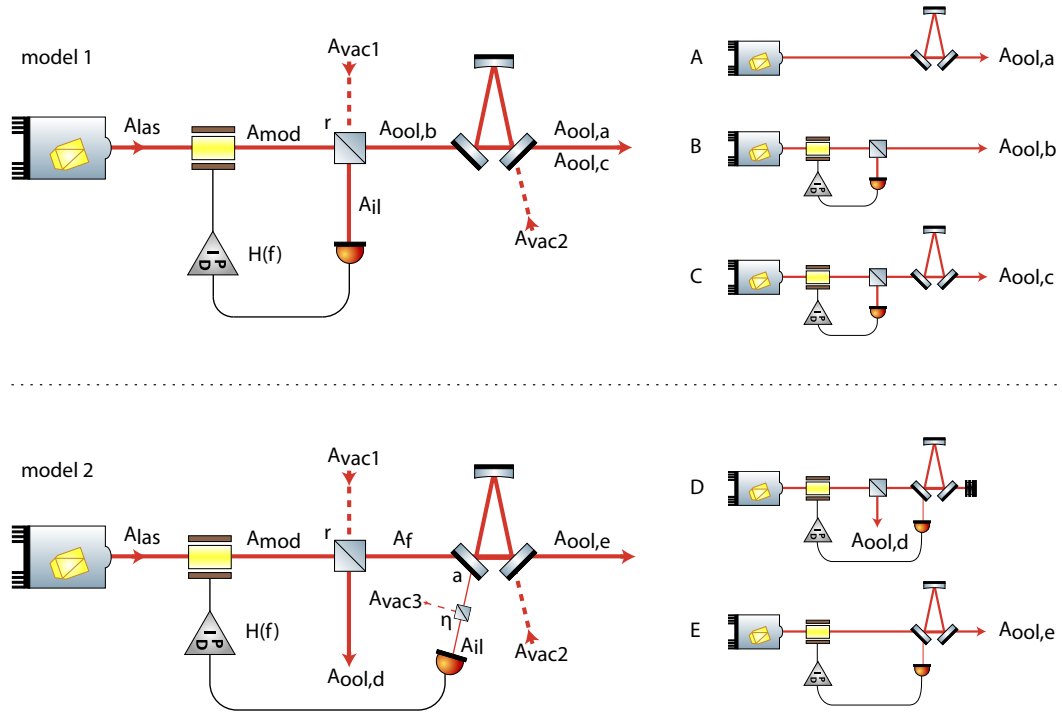 model 1
Avac1
Alas
Amod
r
Aool,b
Aool,a
Aool,c
Ail
Avac2
H(f)
P
I
D
A
Aool,a
B
P
I
D
Aool,b
C
P
I
D
Aool,c
model 2
Avac1
Alas
Amod
r
Af
Aool,e
a
Avac3
η
Ail
Avac2
H(f)
P
I
D
Aool,d
D
P
I
D
Aool,d
E
P
I
D
Aool,e